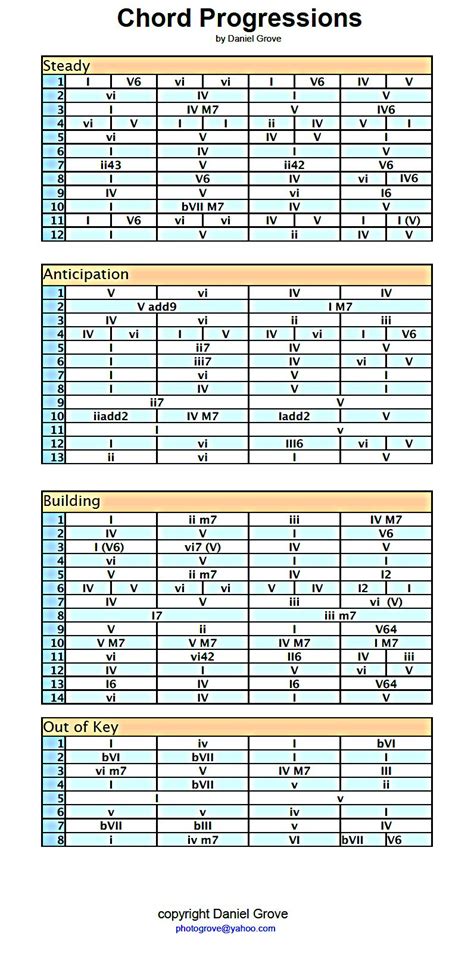 Chord Progressions
by Daniel Grove
Steady
1 I V6 vi vi I V6 IV V
2 vi IV I V
3 I IV M7 V IV6
4 vi V I I ii IV V I
5 vi V IV V I
6 I IV I V
7 ii43 V ii42 V6
8 I V6 IV vi IV6
9 IV V vi I6
10 I bVII M7 IV I
11 I V6 vi vi IV V I I (V)
12 I V ii IV V
Anticipation
1 V vi IV IV
2 V add9 I M7
3 IV vi ii iii
4 IV vi I V IV vi I V6
5 I ii7 IV V
6 I iii7 IV vi V
7 I vi I V
8 I IV I V
9 ii7 V
10 iiadd2 IV M7 Iadd2 V
11 I v
12 I vi III6 vi V
13 ii vi I V
Building
1 I ii m7 iii IV M7
2 IV V I V6
3 I (V6) vi7 (V) IV V
4 vi V I IV
5 V ii m7 IV I2
6 IV V vi vi V IV I2 I
7 IV V iii vi (V)
8 I7 iii m7
9 V ii I V64
10 V M7 V M7 IV M7 I M7
11 vi vi42 II6 IV iii
12 IV I V vi V
13 I6 IV I6 V64
14 vi IV I V
Out of Key
1 I iv I bVI
2 bVI bVII I I
3 vi m7 V IV M7 III
4 I bVII v ii
5 I v
6 v v iv I
7 bVII bIII v IV
8 i iv m7 VI bVII V6
copyright Daniel Grove
photogrove@yahoo.com